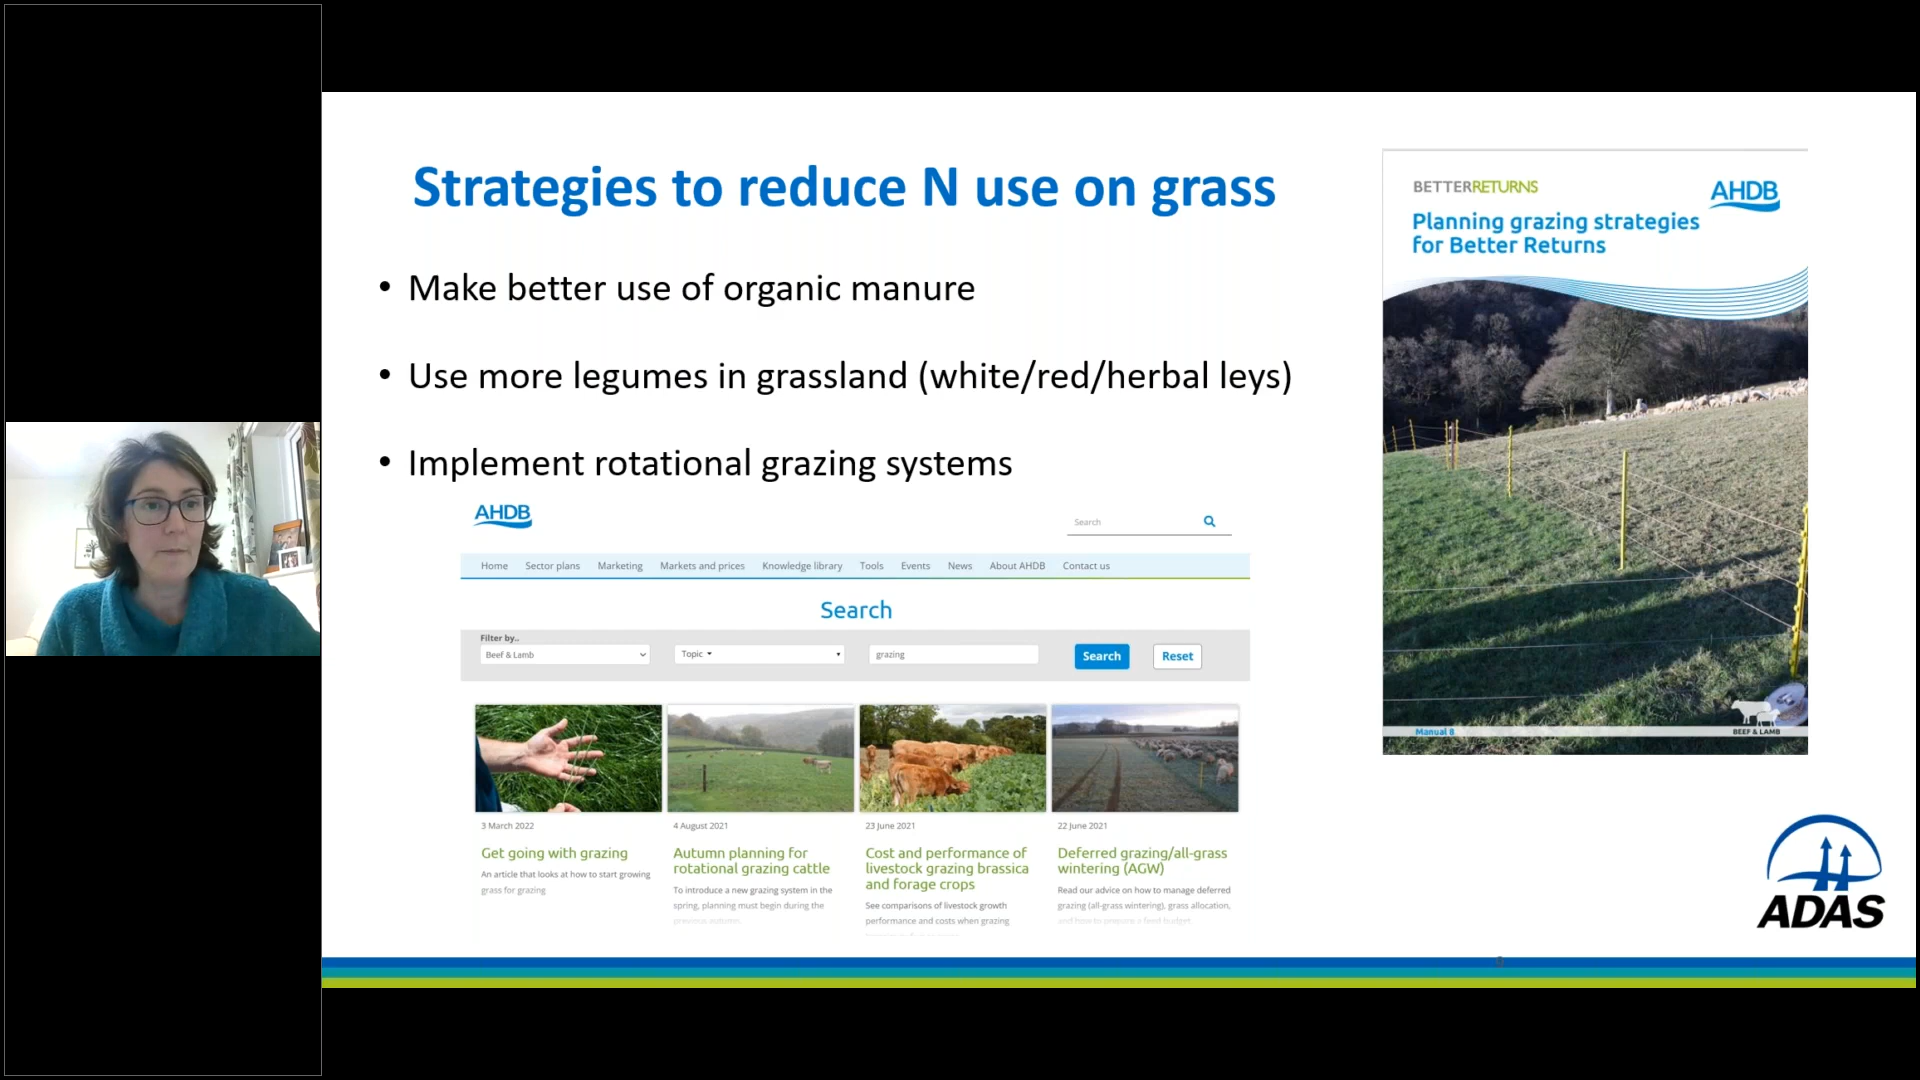 Strategies to reduce N use on grass
• Make better use of organic manure
• Use more legumes in grassland (white/red/herbal leys)
• Implement rotational grazing systems
AHDB
Search
Home Sector plans Marketing Markets and prices Knowledge library Tools Events News About AHDB Contact us
Search
Filter by..
Beef & Lamb
Topic
grazing
Search
Reset
3 March 2022
Get going with grazing
An article that looks at how to start growing
grass for grazing
4 August 2021
Autumn planning for
rotational grazing cattle
To introduce a new grazing system in the
spring, planning must begin during the
previous autumn.
23 June 2021
Cost and performance of
livestock grazing brassica
and forage crops
See comparisons of livestock growth
performance and costs when grazing
22 June 2021
Deferred grazing/all-grass
wintering (AGW)
Read our advice on how to manage deferred
grazing (all-grass wintering), grass allocation,
and how to prepare a feed budget
BETTERRETURNS
AHDB
Planning grazing strategies
for Better Returns
Manual 8
BEEF & LAMB
ADAS